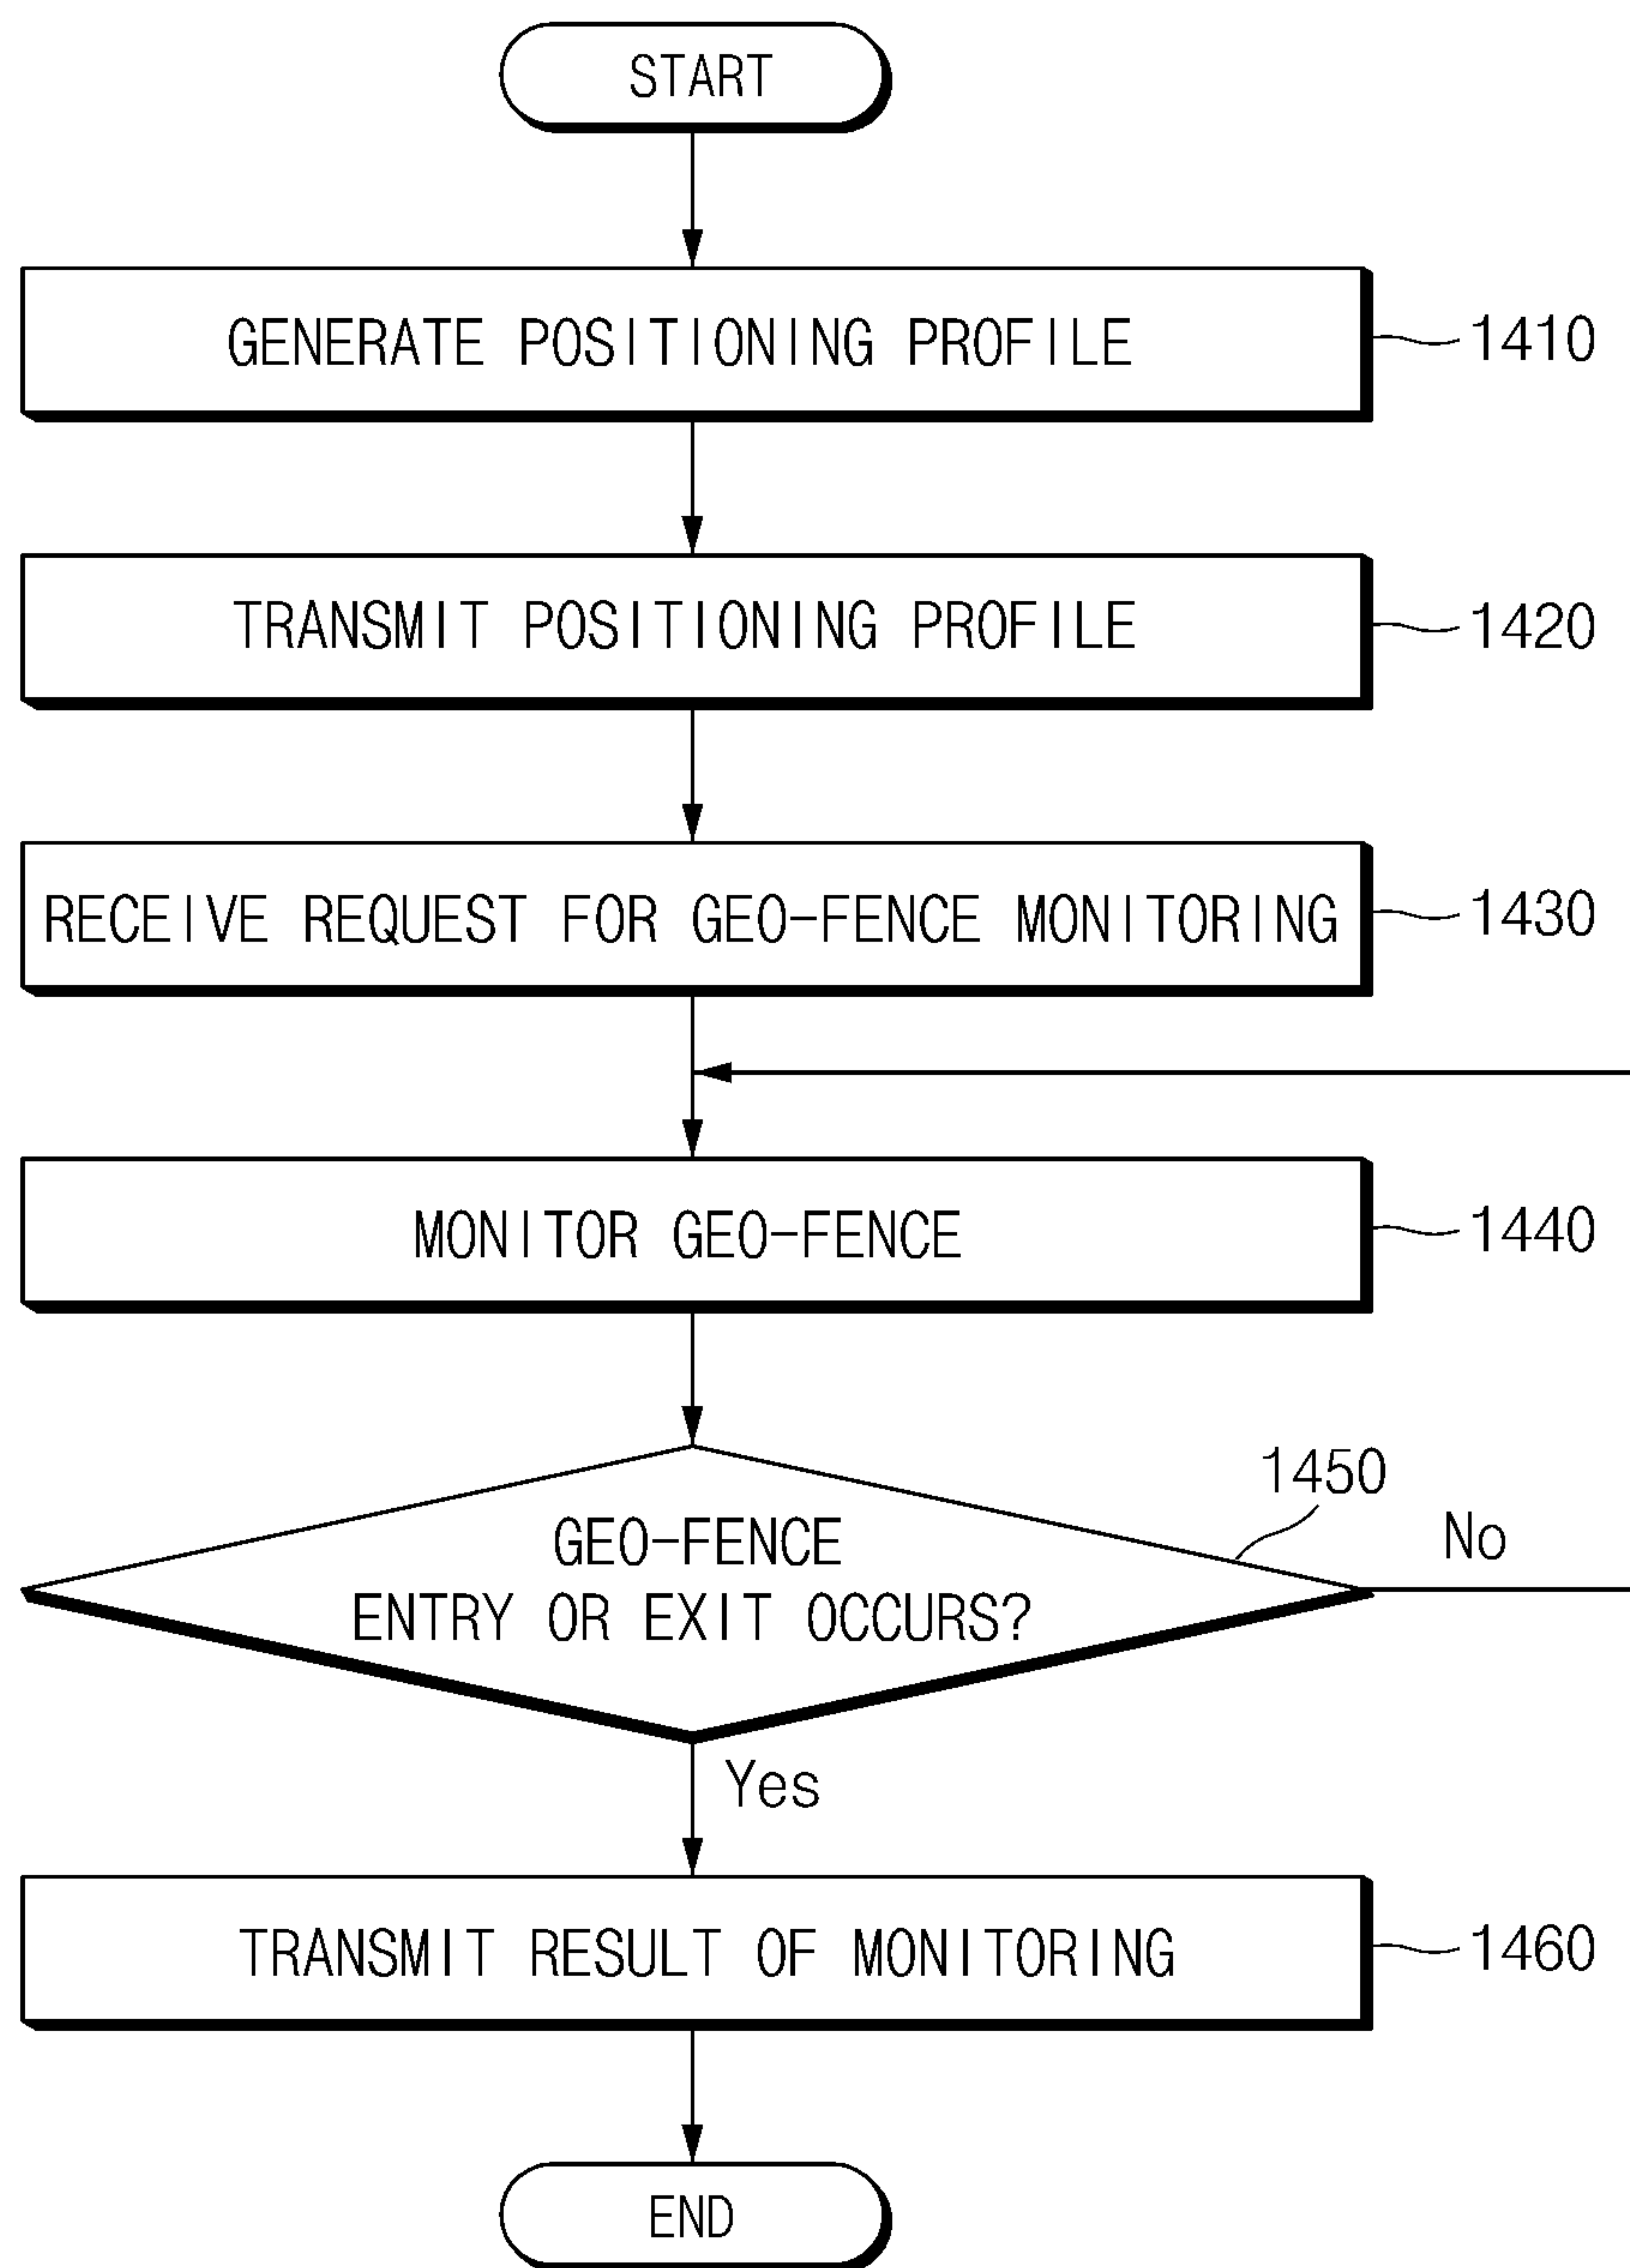 START
GENERATE POSITIONING PROFILE
1410
TRANSMIT POSITIONING PROFILE
1420
RECEIVE REQUEST FOR GEO-FENCE MONITORING
1430
MONITOR GEO-FENCE
1440
1450
No
GEO-FENCE
ENTRY OR EXIT OCCURS?
Yes
TRANSMIT RESULT OF MONITORING
1460
END